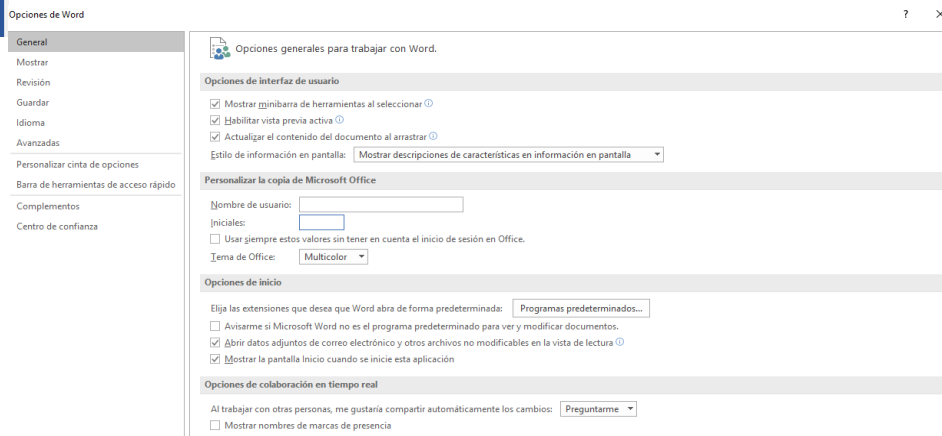 Opciones de Word ?
General
Mostrar
Revisión
Guardar
Idioma
Avanzadas
Personalizar cinta de opciones
Barra de herramientas de acceso rápido
Complementos
Centro de confianza
Opciones generales para trabajar con Word.
Opciones de interfaz de usuario
Mostrar minibarra de herramientas al seleccionar
Habilitar vista previa activa
Actualizar el contenido del documento al arrastrar
Estilo de información en pantalla: Mostrar descripciones de características en información en pantalla
Personalizar la copia de Microsoft Office
Nombre de usuario:
Iniciales:
Usar siempre estos valores sin tener en cuenta el inicio de sesión en Office.
Tema de Office: Multicolor
Opciones de inicio
Elija las extensiones que desea que Word abra de forma predeterminada: Programas predeterminados...
Avisarme si Microsoft Word no es el programa predeterminado para ver y modificar documentos.
Abrir datos adjuntos de correo electrónico y otros archivos no modificables en la vista de lectura
Mostrar la pantalla Inicio cuando se inicie esta aplicación
Opciones de colaboración en tiempo real
Al trabajar con otras personas, me gustaría compartir automáticamente los cambios: Preguntarme
Mostrar nombres de marcas de presencia